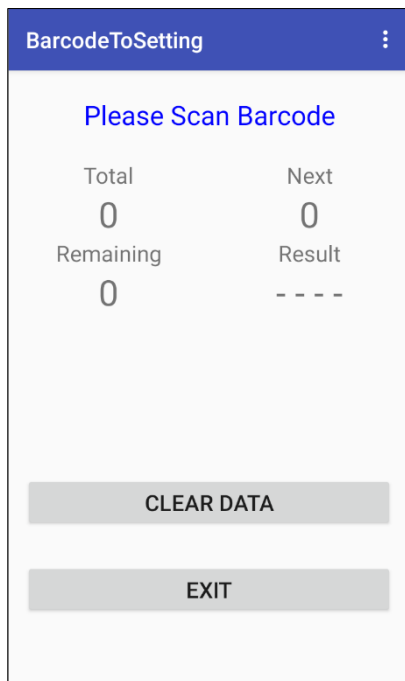 BarcodeToSetting
Please Scan Barcode
Total Next
0 0
Remaining Result
0 - - - -
CLEAR DATA
EXIT